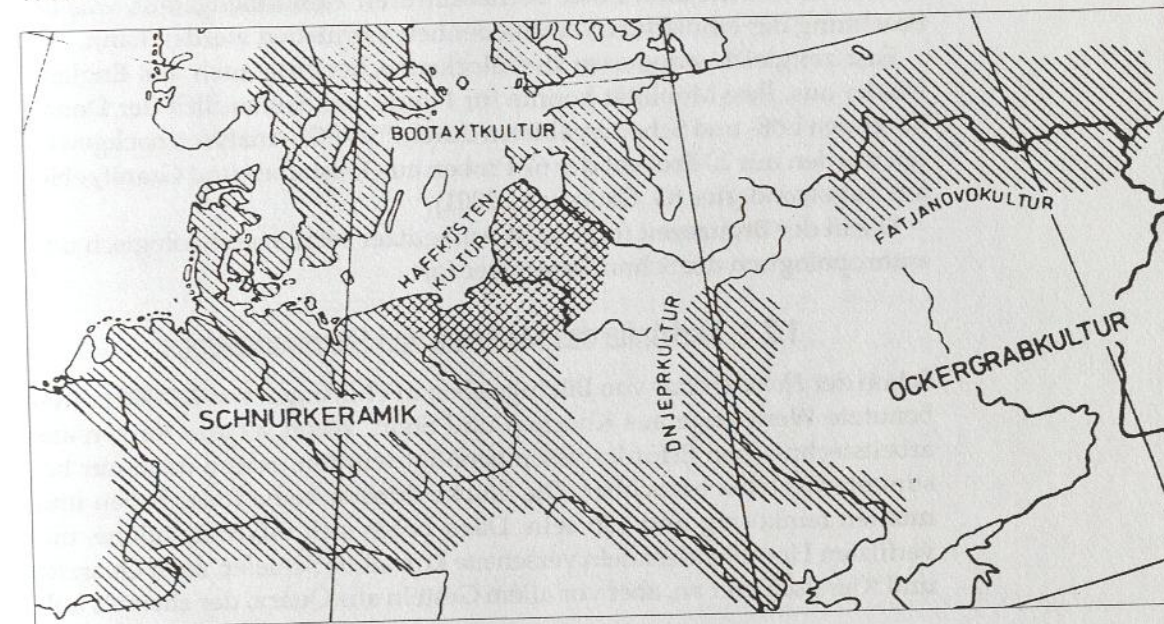 BOOTAXTKULTUR
HAFFKÜSTEN-
KULTUR
FATJANOVOKULTUR
DNJEPRKULTUR
OCKERGRABKULTUR
SCHNURKERAMIK